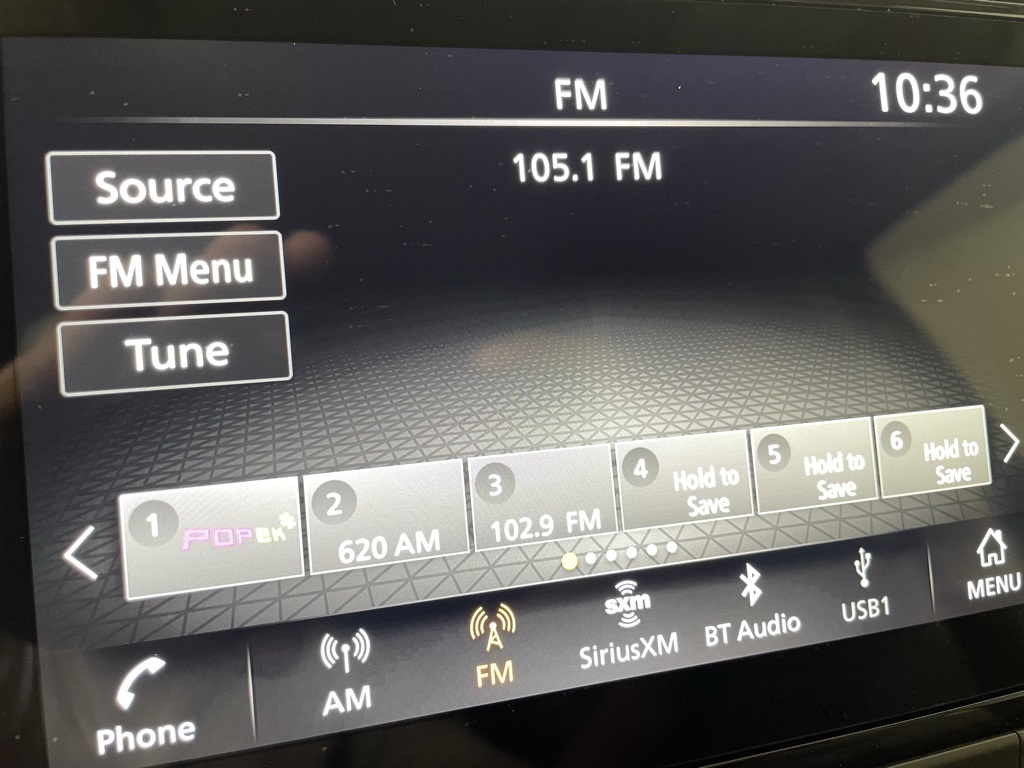 FM
10:36
105.1 FM
Source
FM Menu
Tune
1
POP2K
2
620 AM
3
102.9 FM
4
Hold to
Save
5
Hold to
Save
6
Hold to
Save
Phone
AM
FM
sxm
SiriusXM
BT Audio
USB1
MENU